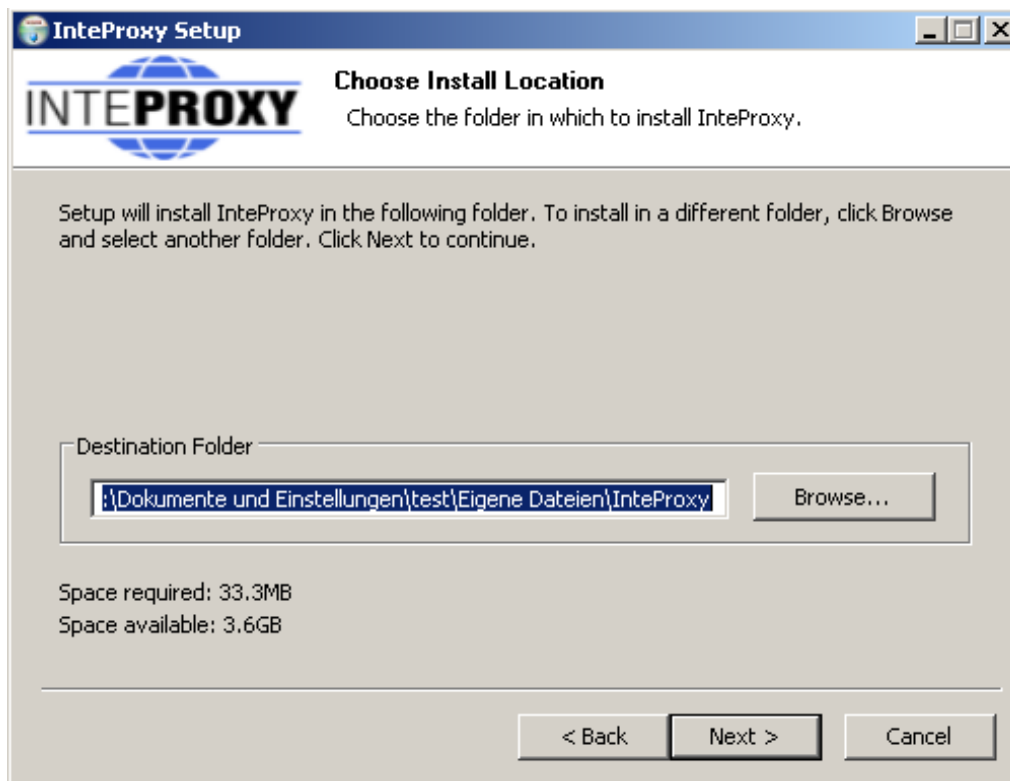 InteProxy Setup
INTEPROXY
Choose Install Location
Choose the folder in which to install InteProxy.
Setup will install InteProxy in the following folder. To install in a different folder, click Browse
and select another folder. Click Next to continue.
Destination Folder
:\Dokumente und Einstellungen\test\Eigene Dateien\InteProxy
Browse...
Space required: 33.3MB
Space available: 3.6GB
< Back
Next >
Cancel